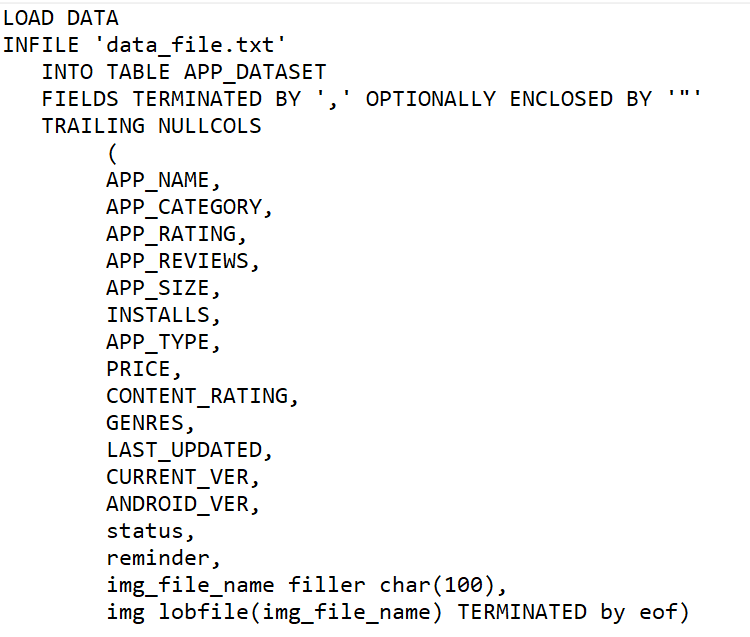 LOAD DATA
INFILE 'data_file.txt'
INTO TABLE APP_DATASET
FIELDS TERMINATED BY ',' OPTIONALLY ENCLOSED BY '"'
TRAILING NULLCOLS
(
APP_NAME,
APP_CATEGORY,
APP_RATING,
APP_REVIEWS,
APP_SIZE,
INSTALLS,
APP_TYPE,
PRICE,
CONTENT_RATING,
GENRES,
LAST_UPDATED,
CURRENT_VER,
ANDROID_VER,
status,
reminder,
img_file_name filler char(100),
img lobfile(img_file_name) TERMINATED by eof)